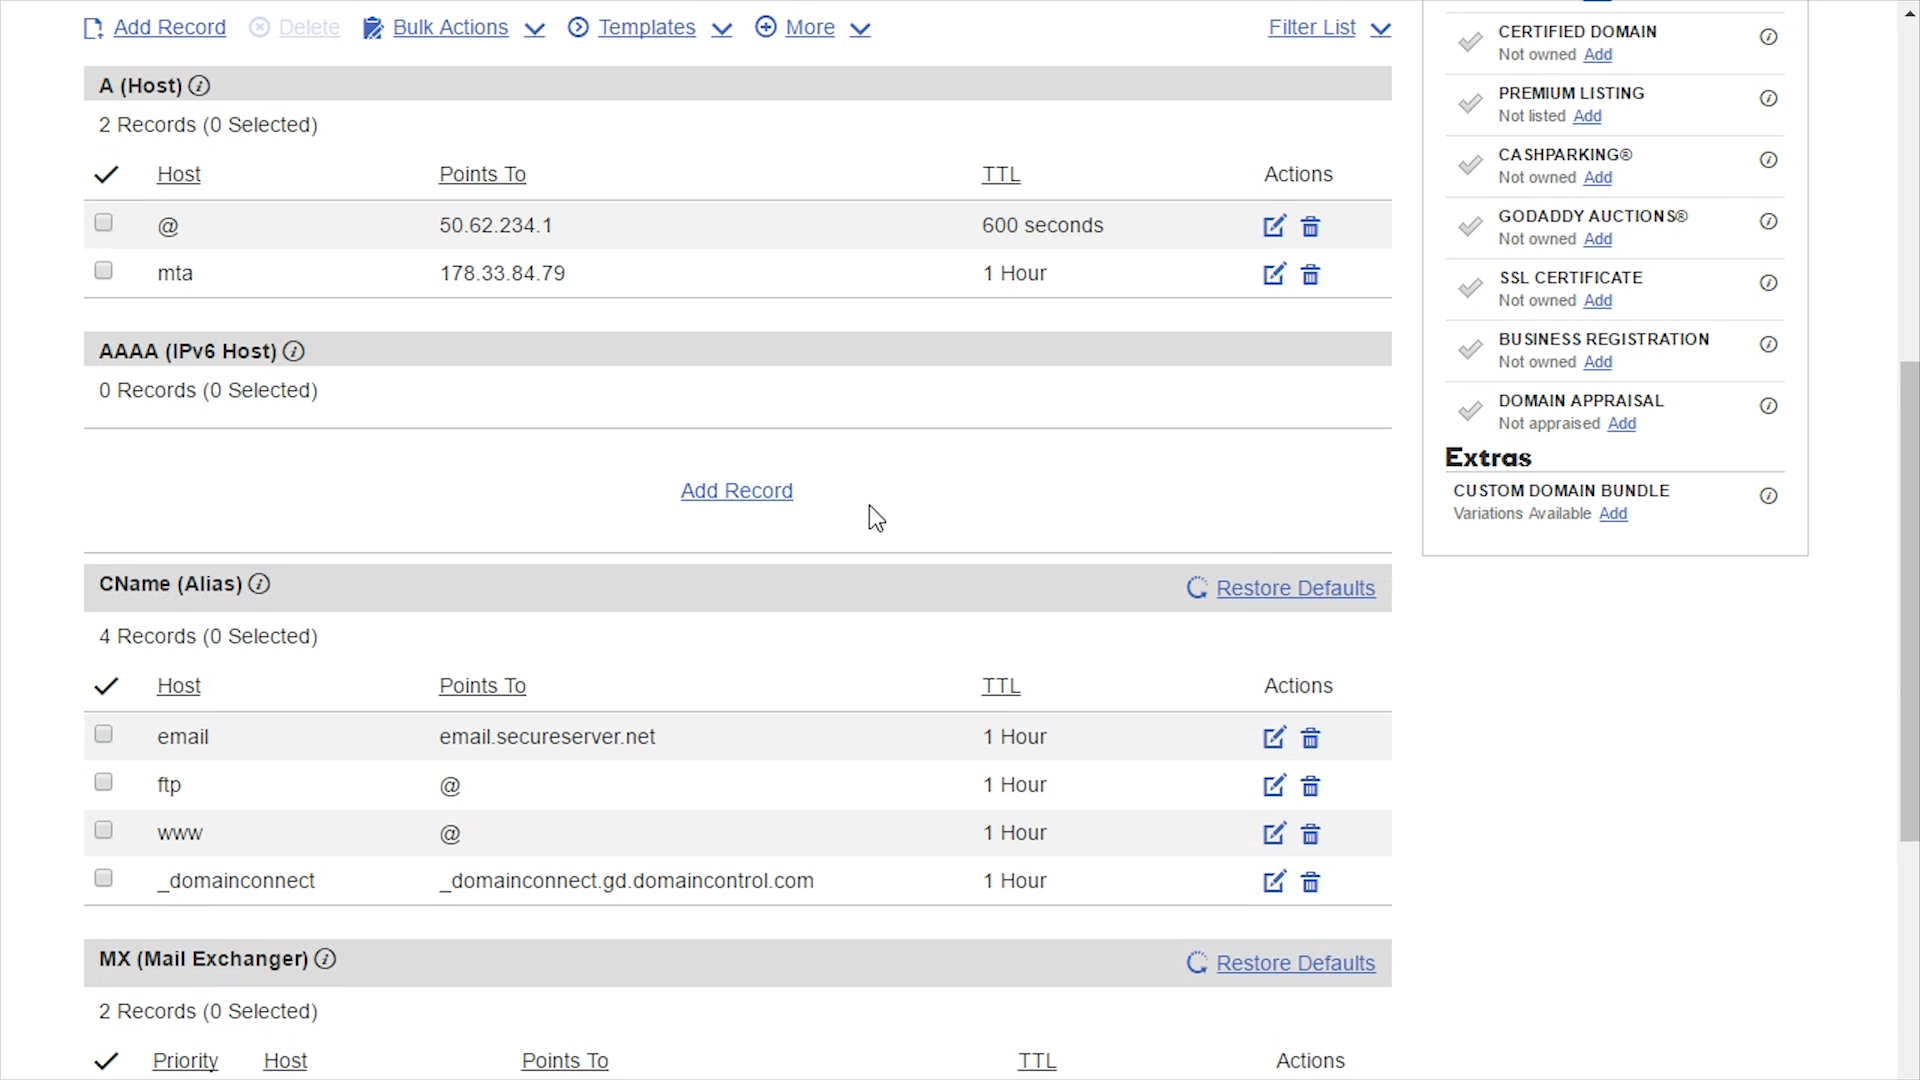 Add Record Delete Bulk Actions Templates More Filter List
A (Host)
2 Records (0 Selected)
Host Points To TTL Actions
@ 50.62.234.1 600 seconds
mta 178.33.84.79 1 Hour
AAAA (IPv6 Host)
0 Records (0 Selected)
Add Record
CName (Alias) Restore Defaults
4 Records (0 Selected)
Host Points To TTL Actions
email email.secureserver.net 1 Hour
ftp @ 1 Hour
www @ 1 Hour
_domainconnect _domainconnect.gd.domaincontrol.com 1 Hour
MX (Mail Exchanger) Restore Defaults
2 Records (0 Selected)
Priority Host Points To TTL Actions
CERTIFIED DOMAIN
Not owned Add
PREMIUM LISTING
Not listed Add
CASHPARKING®
Not owned Add
GODADDY AUCTIONS®
Not owned Add
SSL CERTIFICATE
Not owned Add
BUSINESS REGISTRATION
Not owned Add
DOMAIN APPRAISAL
Not appraised Add
Extras
CUSTOM DOMAIN BUNDLE
Variations Available Add